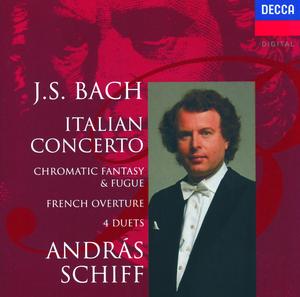 DECCA
DIGITAL
J.S. BACH
ITALIAN
CONCERTO
CHROMATIC FANTASY
& FUGUE
FRENCH OVERTURE
4 DUETS
ANDRÁS
SCHIFF